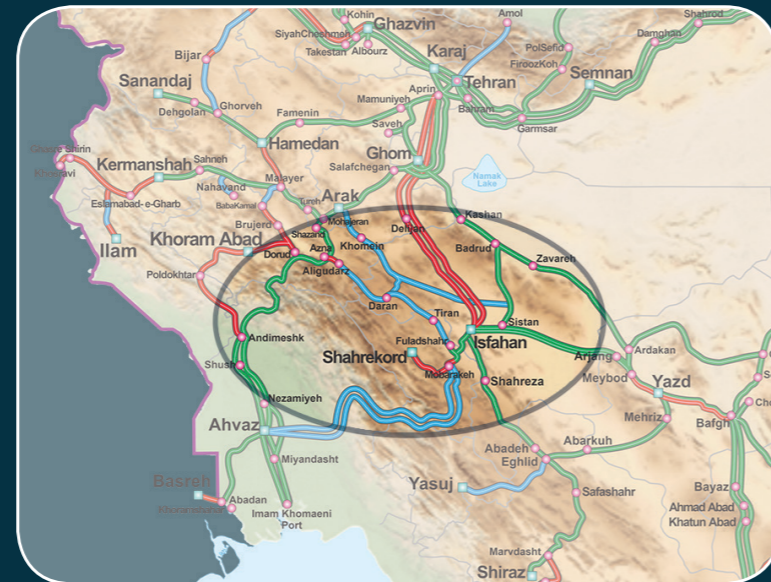 Kohin
Ghazvin
Amol
Shahrod
SiyahCheshmeh
Takestan
Albourz
PolSefid
Damghan
Bijar
Karaj
FiroozKoh
Sanandaj
Tehran
Semnan
Dehgolan
Ghorveh
Mamuniyeh
Aprin
Bahram
Famenin
Saveh
Garmsar
Hamedan
Ghom
Salafchegan
Kermanshah
Sahneh
Namak
Lake
Nahavand
Malayer
Eslamabad-e-Gharb
BabaKamal
Tureh
Arak
Ilam
Khoram Abad
Brujerd
Shazand
Mohajeran
Delijan
Kashan
Azna
Khomein
Badrud
Zavareh
Dorud
Aligudarz
Poldokhtar
Daran
Tiran
Sistan
Andimeshk
Fuladshahr
Isfahan
Shahrekord
Arjang
Ardakan
Shush
Mobarakeh
Meybod
Yazd
Shahreza
Nezamiyeh
Ahvaz
Mehriz
Bafgh
Miyandasht
Abadeh
Eghlid
Abarkuh
Basreh
Yasuj
Bayaz
Abadan
Safashahr
Khoramshahr
Imam Khomaeni
Port
Ahmad Abad
Khatun Abad
Marvdasht
Shiraz